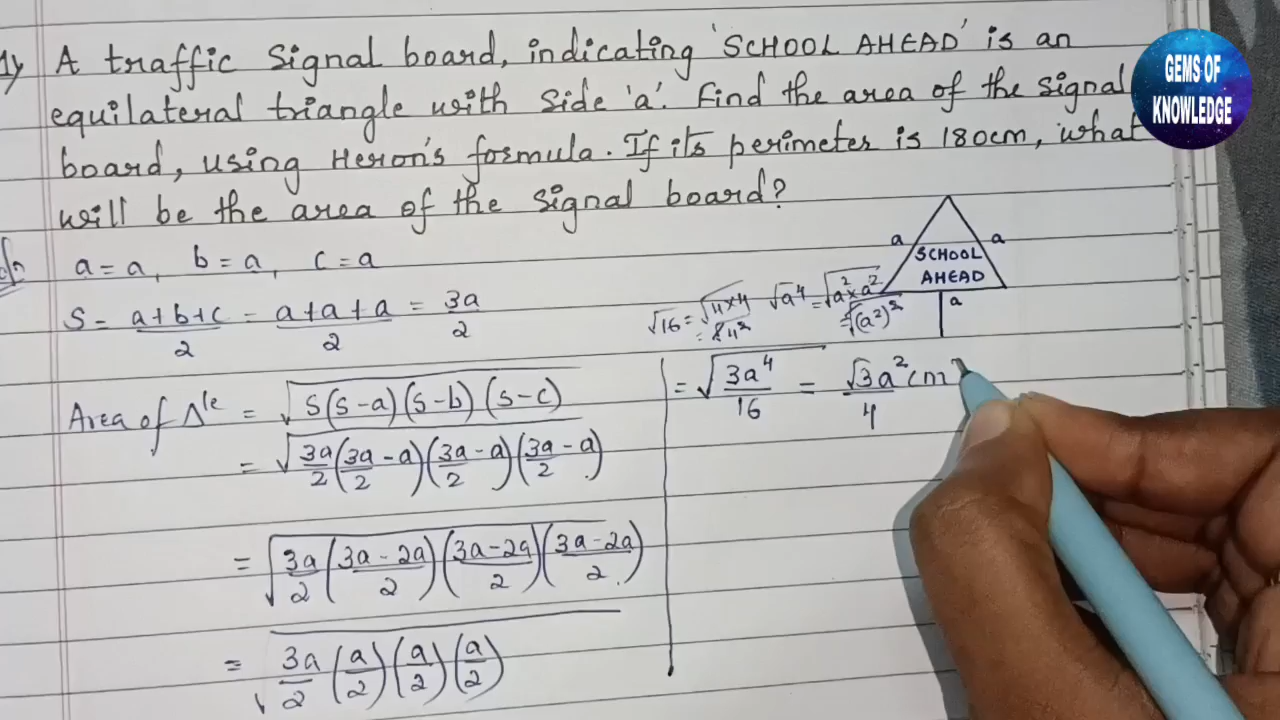 1) A traffic Signal board, indicating 'SCHOOL AHEAD' is an
equilateral triangle with Side 'a'. Find the area of the signal
board, using Heron's formula. If its perimeter is 180cm, what
will be the area of the signal board?
GEMS OF
KNOWLEDGE
a = a, b = a, c = a
S = a+b+c/2 = a+a+a/2 = 3a/2
a a
SCHOOL
AHEAD
a
√16 = √4×4 √a⁴ = √a²×a²
Area of Δle = √S(S-a)(S-b)(S-c)
= √3a/2(3a/2 - a)(3a/2 - a)(3a/2 - a)
= √3a/2(3a-2a/2)(3a-2a/2)(3a-2a/2)
= √3a/2(a/2)(a/2)(a/2)
= √3a⁴/16 = √3a²/4 cm